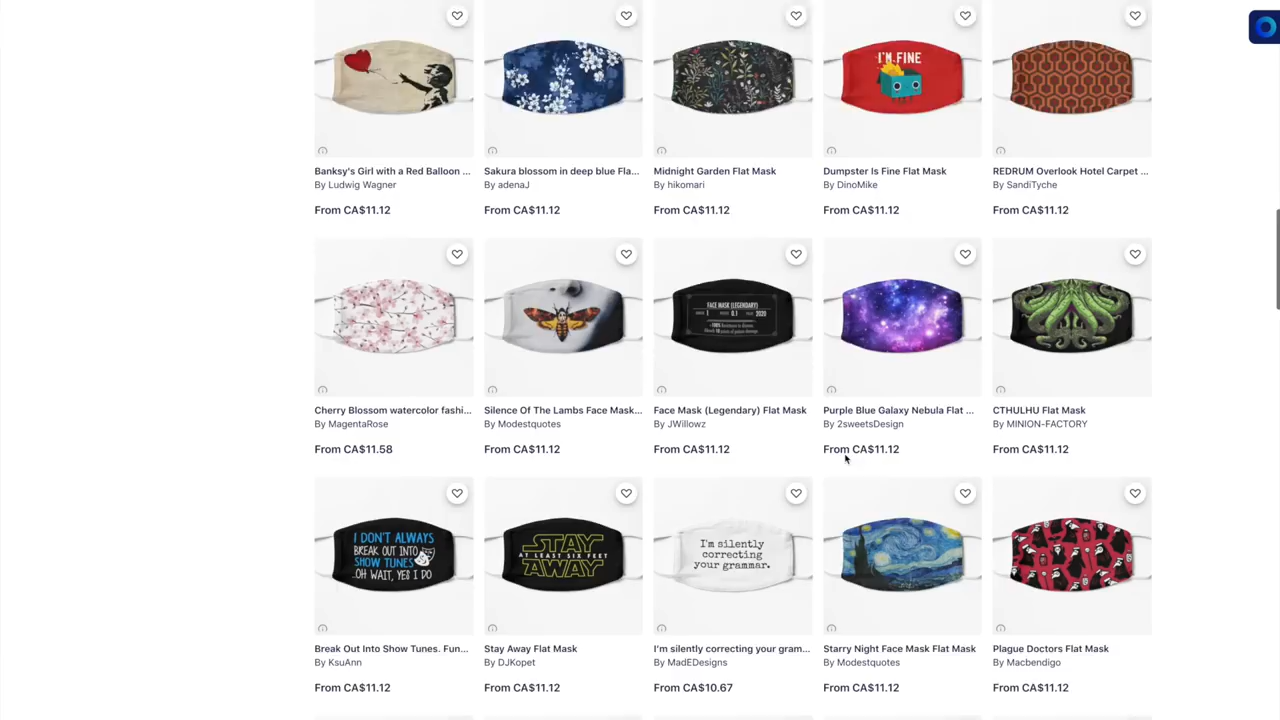 I'M FINE
Banksy's Girl with a Red Balloon ...
By Ludwig Wagner
From CA$11.12
Sakura blossom in deep blue Fla...
By adenaJ
From CA$11.12
Midnight Garden Flat Mask
By hikomari
From CA$11.12
Dumpster Is Fine Flat Mask
By DinoMike
From CA$11.12
REDRUM Overlook Hotel Carpet ...
By SandiTyche
From CA$11.12
FACE MASK (LEGENDARY)
1
0.1
2020
Cherry Blossom watercolor fashi...
By MagentaRose
From CA$11.58
Silence Of The Lambs Face Mask...
By Modestquotes
From CA$11.12
Face Mask (Legendary) Flat Mask
By JWillowz
From CA$11.12
Purple Blue Galaxy Nebula Flat ...
By 2sweetsDesign
From CA$11.12
CTHULHU Flat Mask
By MINION-FACTORY
From CA$11.12
I DON'T ALWAYS
BREAK OUT INTO
SHOW TUNES
..OH WAIT, YES I DO
STAY
AT LEAST SIX FEET
AWAY
I'm silently
correcting
your grammar.
Break Out Into Show Tunes. Fun...
By KsuAnn
From CA$11.12
Stay Away Flat Mask
By DJKopet
From CA$11.12
I'm silently correcting your gram...
By MadEDesigns
From CA$10.67
Starry Night Face Mask Flat Mask
By Modestquotes
From CA$11.12
Plague Doctors Flat Mask
By Macbendigo
From CA$11.12